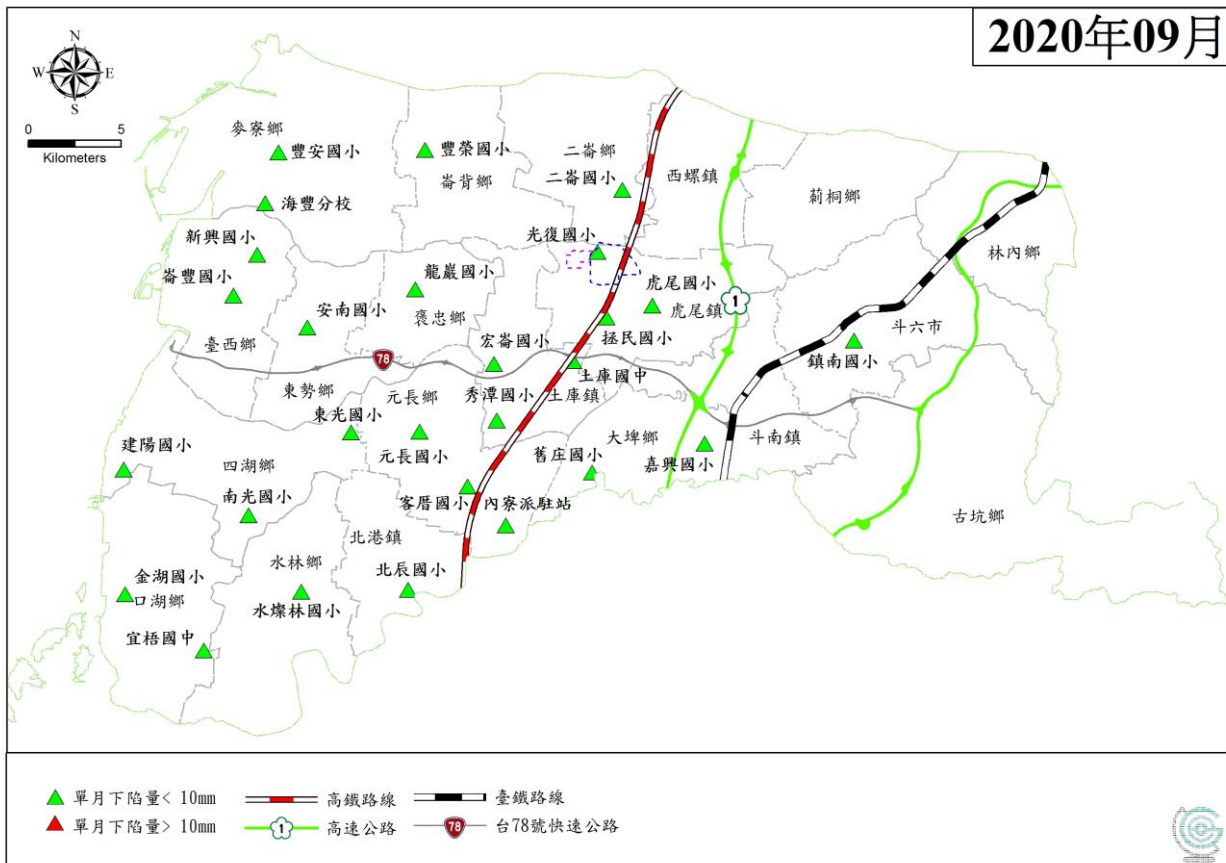 2020年09月
N
W
E
S
0
5
Kilometers
麥寮鄉
豐安國小
豐榮國小
崙背鄉
二崙鄉
二崙國小
西螺鎮
莿桐鄉
海豐分校
新興國小
光復國小
林內鄉
崙豐國小
龍巖國小
虎尾國小
1
安南國小
褒忠鄉
虎尾鎮
拯民國小
斗六市
臺西鄉
78
宏崙國小
鎮南國小
土庫國中
東勢鄉
元長鄉
秀潭國小
土庫鎮
東光國小
大埤鄉
斗南鎮
建陽國小
元長國小
舊庄國小
嘉興國小
四湖鄉
南光國小
客厝國小
內寮派駐站
古坑鄉
北港鎮
水林鄉
北辰國小
金湖國小
口湖鄉
水燦林國小
宜梧國中
單月下陷量< 10mm
高鐵路線
臺鐵路線
單月下陷量> 10mm
1
高速公路
78
台78號快速公路